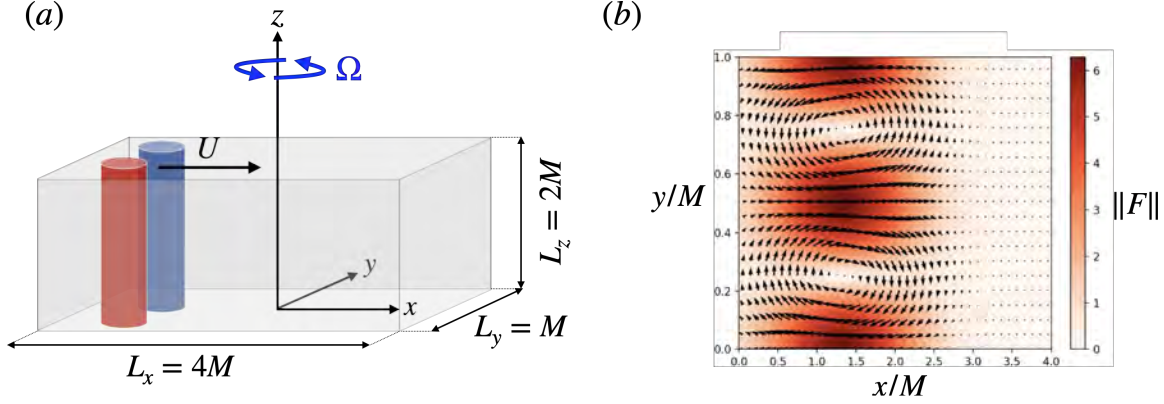 (a)
z
Ω
U
y
x
L_z = 2M
L_y = M
L_x = 4M
(b)
1.0
0.8
0.6
0.4
0.2
0.0
y/M
0.0 0.5 1.0 1.5 2.0 2.5 3.0 3.5 4.0
x/M
6
5
4
3
2
1
0
||F||